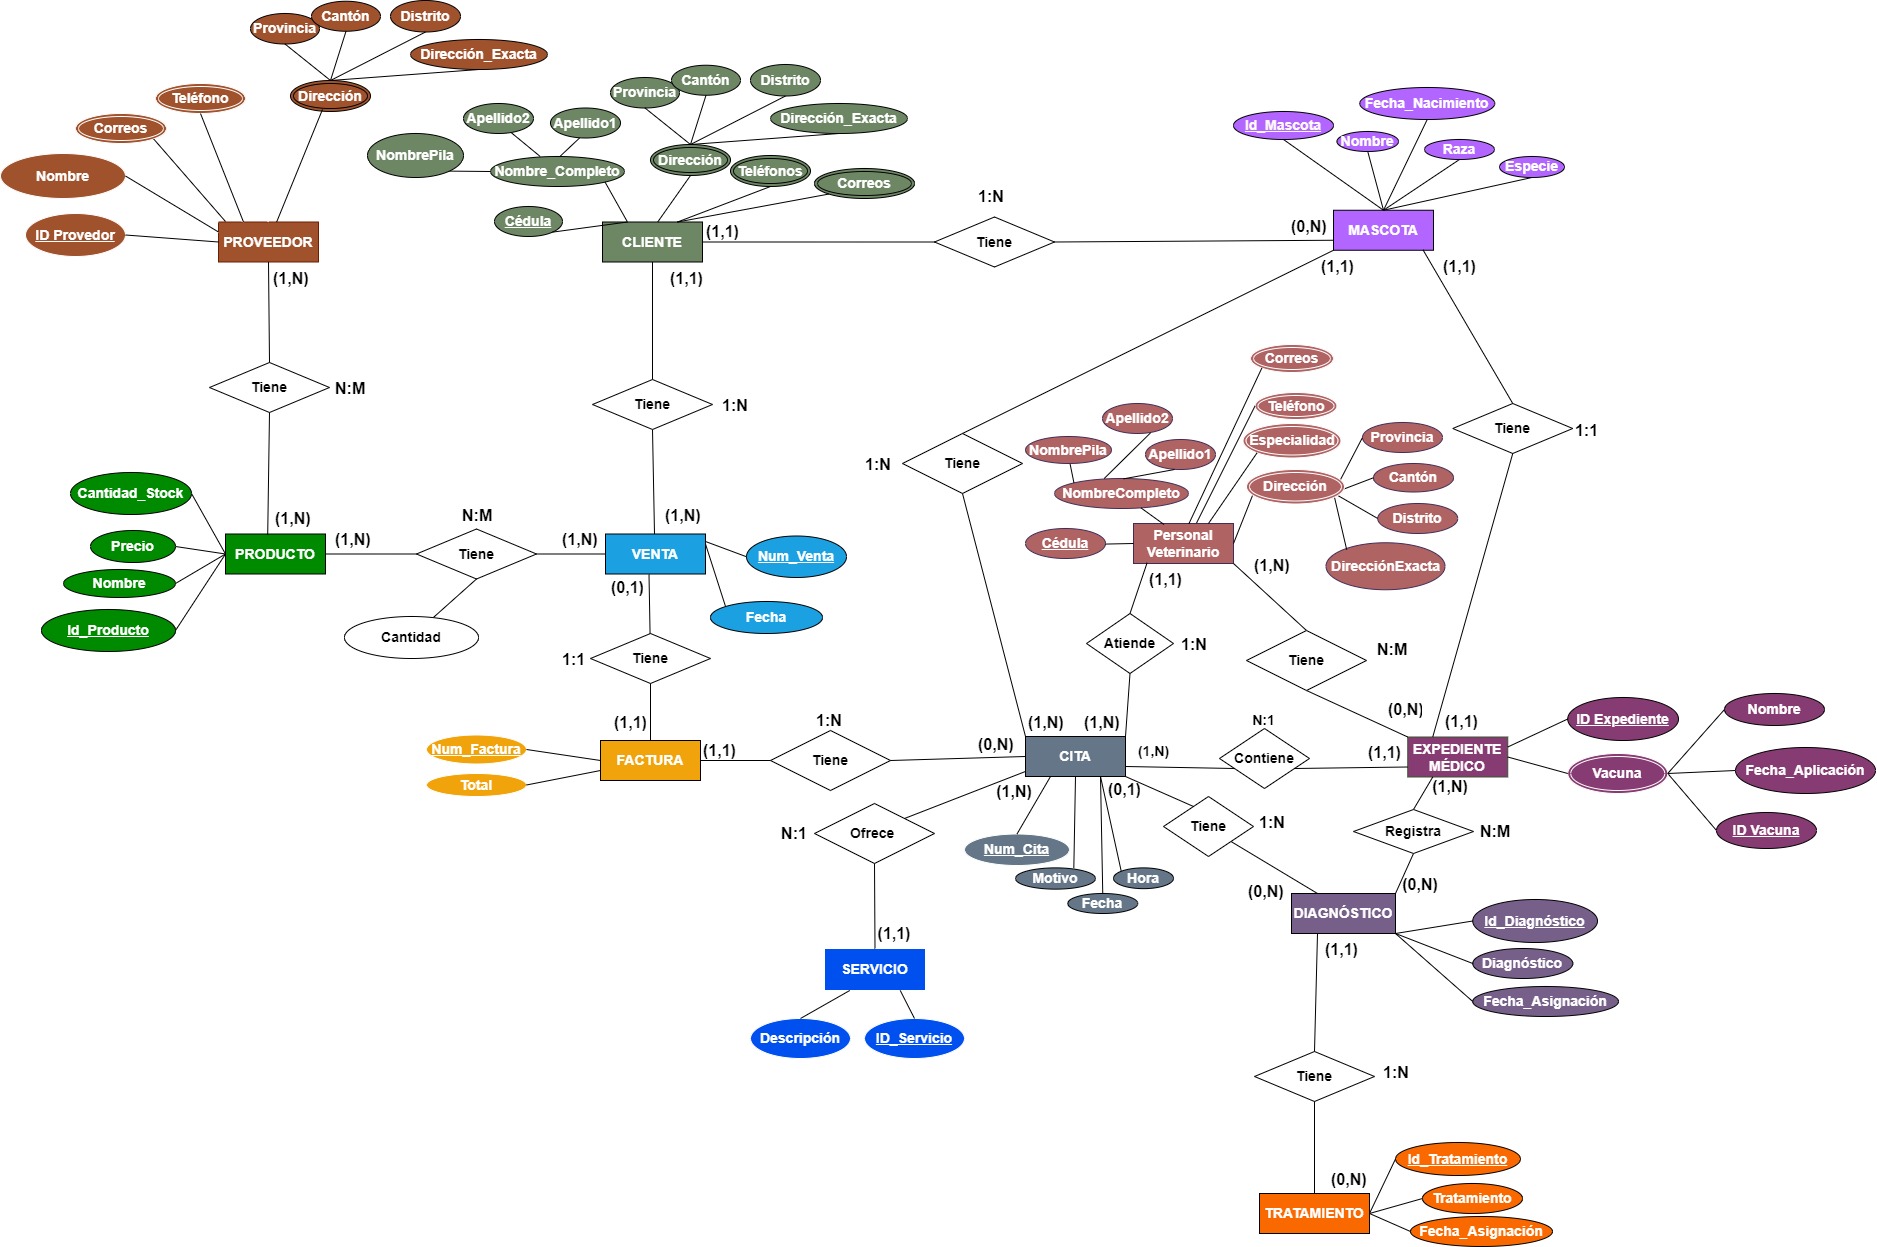 Provincia
Cantón
Distrito
Dirección_Exacta
Dirección
Teléfono
Correos
Nombre
ID Provedor
PROVEEDOR
(1,N)
Tiene
N:M
(1,N)
Cantidad_Stock
Precio
Nombre
Id_Producto
PRODUCTO
(1,N)
N:M
Tiene
(1,N)
Cantidad
Provincia
Cantón
Distrito
Dirección_Exacta
Dirección
Apellido2
Apellido1
NombrePila
Nombre_Completo
Teléfonos
Correos
Cédula
CLIENTE
(1,1)
(1,1)
1:N
Tiene
(0,N)
Tiene
1:N
(1,N)
VENTA
Num_Venta
Fecha
(0,1)
1:1
Tiene
(1,1)
Num_Factura
Total
FACTURA
(1,1)
1:N
Tiene
(0,N)
Fecha_Nacimiento
Id_Mascota
Nombre
Raza
Especie
MASCOTA
(1,1)
(1,1)
1:N
Tiene
(1,N)
Tiene
1:1
(1,1)
Correos
Teléfono
Especialidad
Apellido2
NombrePila
Apellido1
NombreCompleto
Dirección
Provincia
Cantón
Distrito
DirecciónExacta
Cédula
Personal
Veterinario
(1,1)
(1,N)
Atiende
1:N
(1,N)
Tiene
N:M
(0,N)
CITA
(1,N)
N:1
Contiene
(1,1)
EXPEDIENTE
MÉDICO
ID Expediente
Vacuna
Nombre
Fecha_Aplicación
ID Vacuna
(1,N)
(0,1)
N:1
Ofrece
(1,1)
Num_Cita
Motivo
Fecha
Hora
Tiene
1:N
(0,N)
(1,N)
Registra
N:M
(0,N)
SERVICIO
Descripción
ID_Servicio
DIAGNÓSTICO
Id_Diagnóstico
Diagnóstico
Fecha_Asignación
(1,1)
Tiene
1:N
(0,N)
TRATAMIENTO
Id_Tratamiento
Tratamiento
Fecha_Asignación